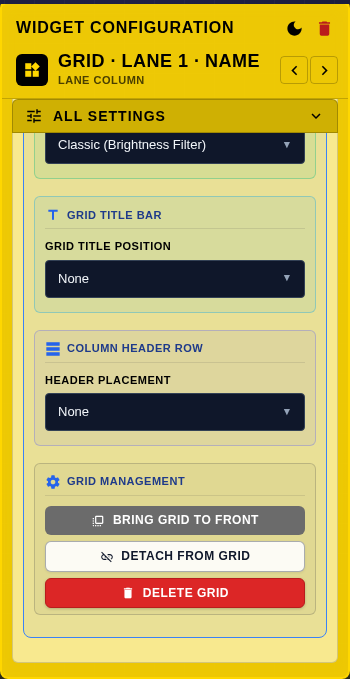 WIDGET CONFIGURATION
GRID · LANE 1 · NAME
LANE COLUMN
ALL SETTINGS
Classic (Brightness Filter)
GRID TITLE BAR
GRID TITLE POSITION
None
COLUMN HEADER ROW
HEADER PLACEMENT
None
GRID MANAGEMENT
BRING GRID TO FRONT
DETACH FROM GRID
DELETE GRID